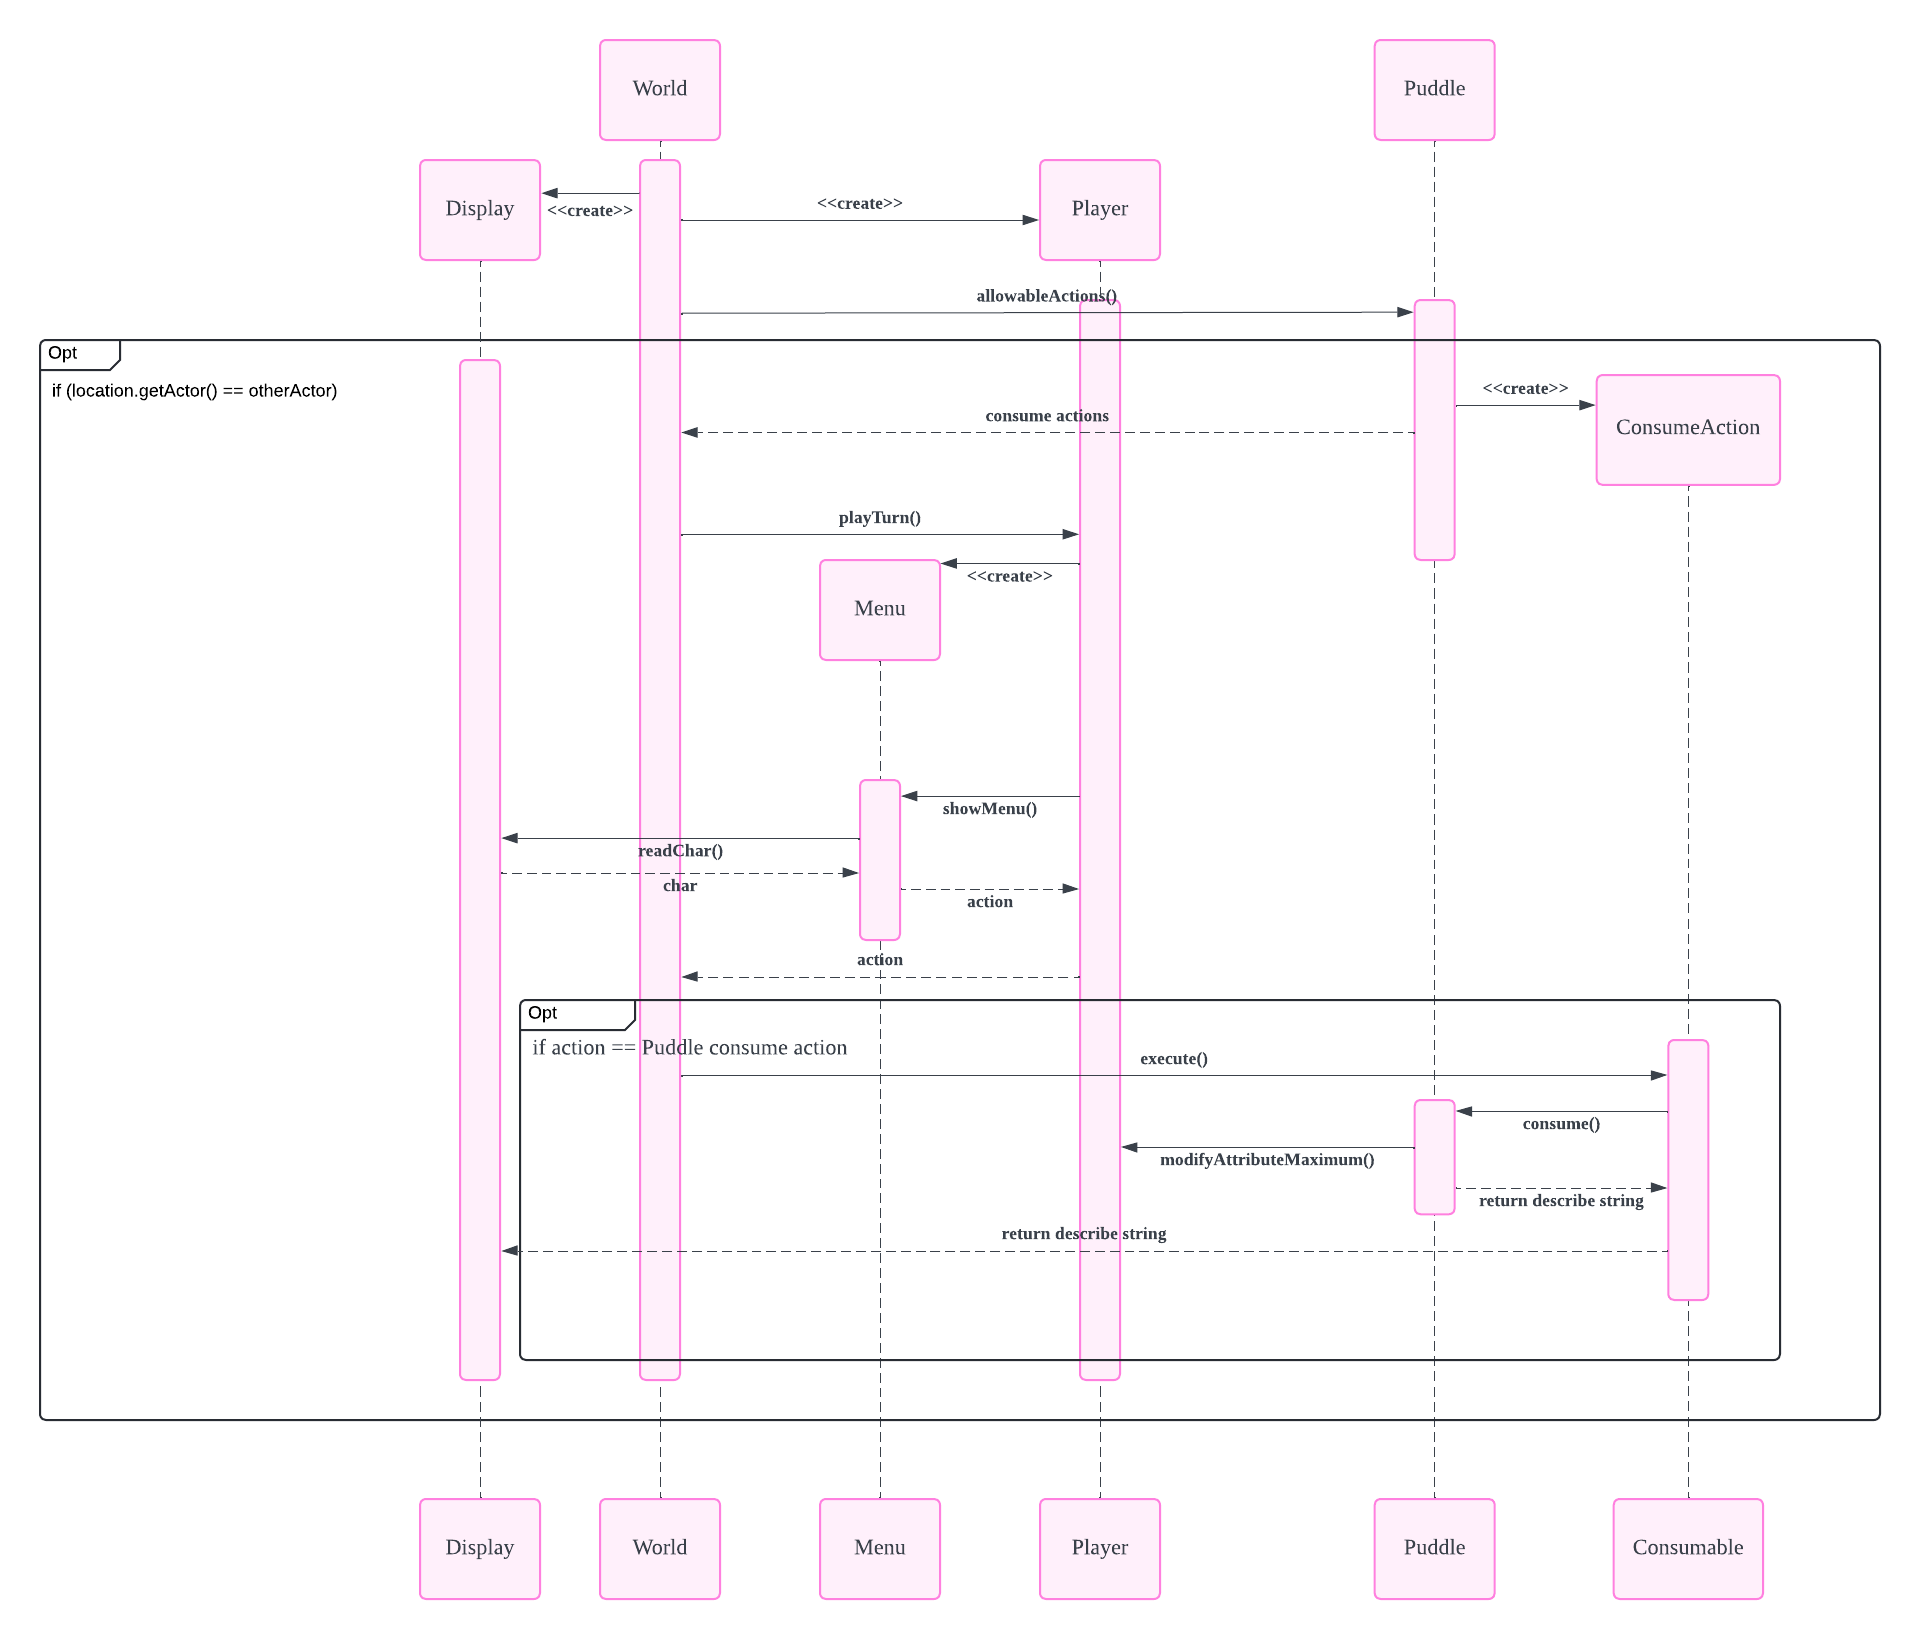 World
Puddle
Display
<<create>>
<<create>>
Player
allowableActions()
Opt
if (location.getActor() == otherActor)
<<create>>
consume actions
ConsumeAction
playTurn()
<<create>>
Menu
showMenu()
readChar()
char
action
action
Opt
if action == Puddle consume action
execute()
consume()
modifyAttributeMaximum()
return describe string
return describe string
Display
World
Menu
Player
Puddle
Consumable